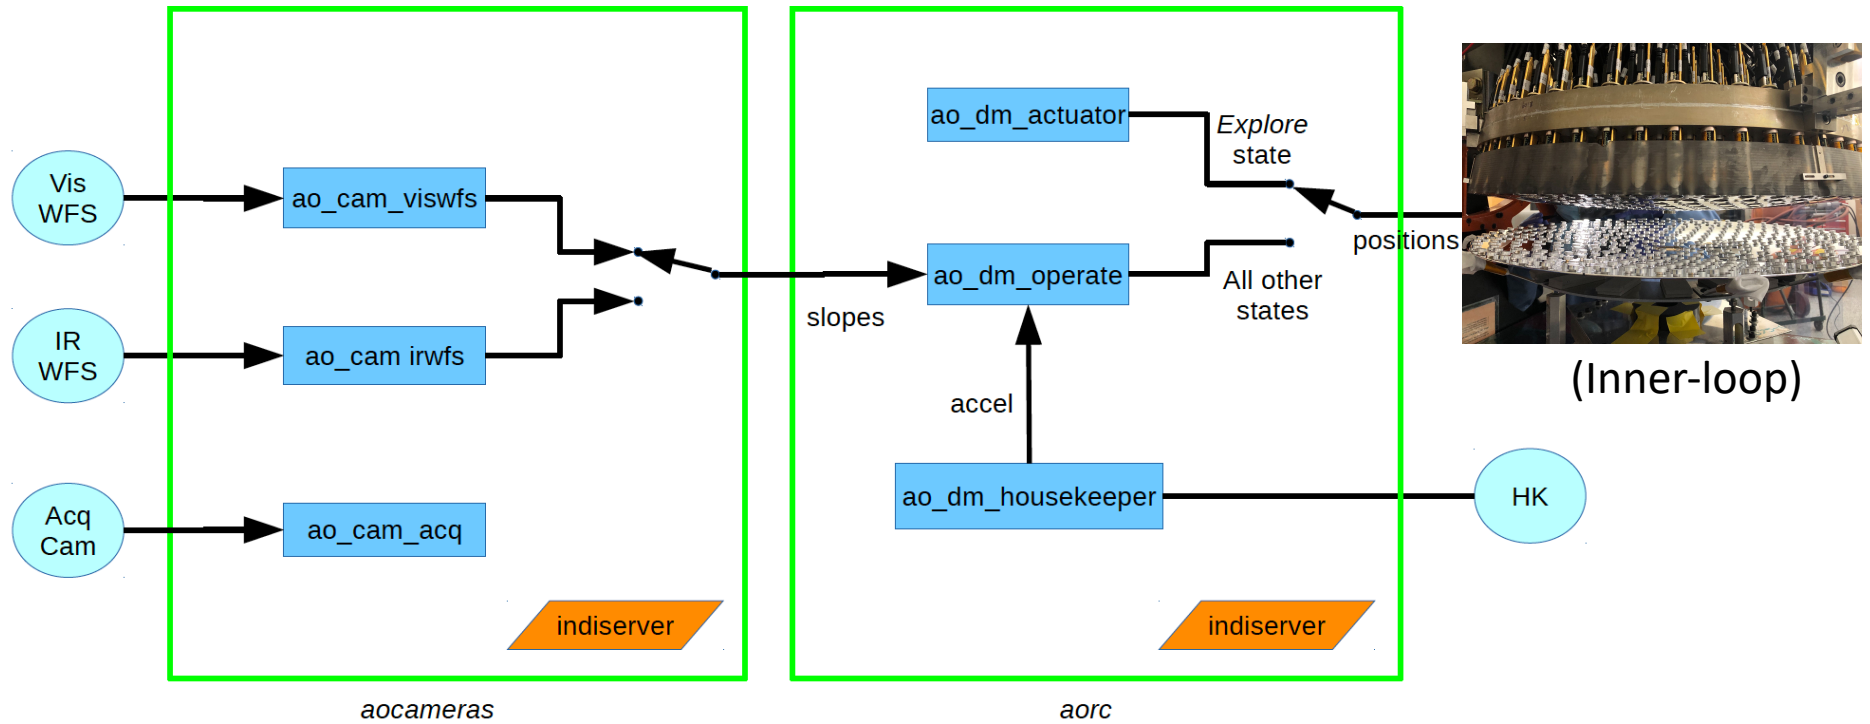 Vis
WFS
ao_cam_viswfs
IR
WFS
ao_cam irwfs
Acq
Cam
ao_cam_acq
indiserver
aocameras
slopes
ao_dm_actuator
Explore
state
ao_dm_operate
All other
states
positions
accel
ao_dm_housekeeper
HK
indiserver
aorc
(Inner-loop)